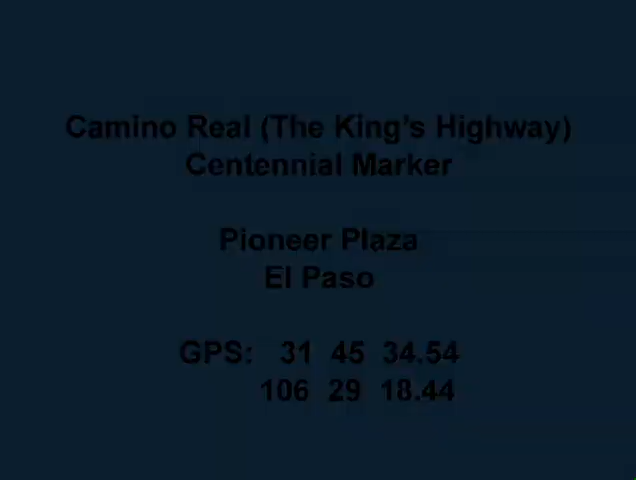 Camino Real (The King's Highway)
Centennial Marker
Pioneer Plaza
El Paso
GPS: 31 45 34.54
106 29 18.44